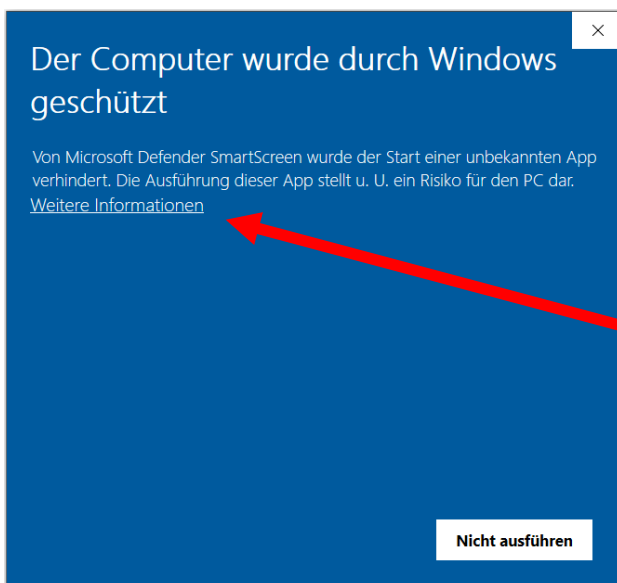 Der Computer wurde durch Windows
geschützt
Von Microsoft Defender SmartScreen wurde der Start einer unbekannten App
verhindert. Die Ausführung dieser App stellt u. U. ein Risiko für den PC dar.
Weitere Informationen
Nicht ausführen